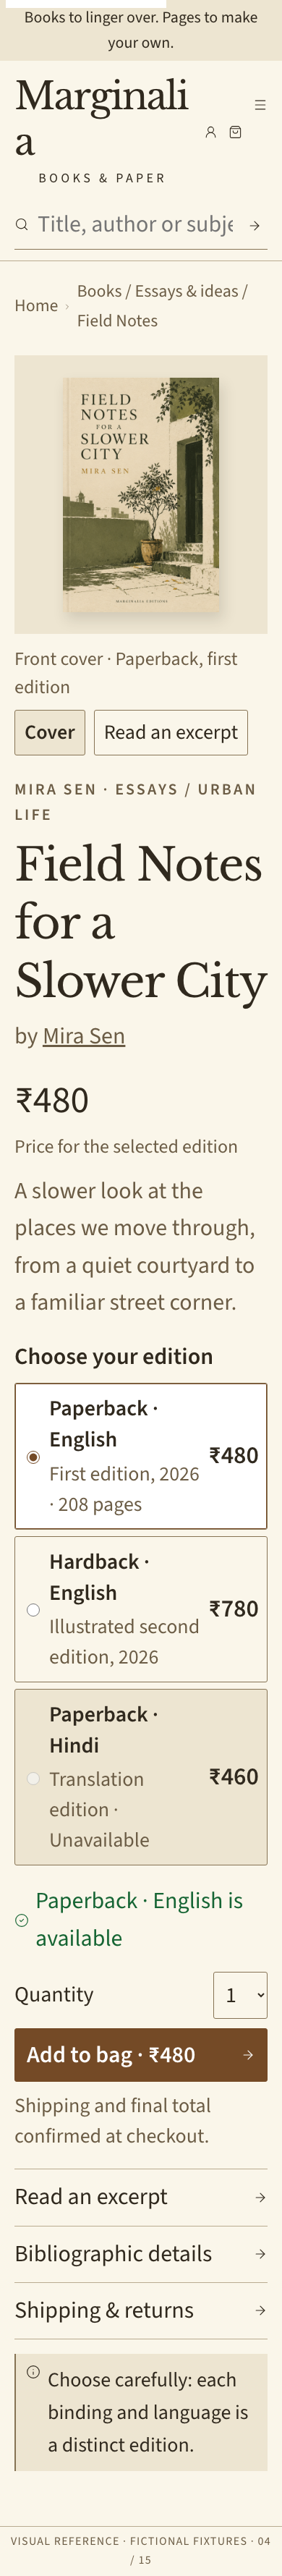 Books to linger over. Pages to make
your own.
Marginali
a
BOOKS & PAPER
Title, author or subje
Home › Books / Essays & ideas /
Field Notes
FIELD
NOTES
FOR A
SLOWER
CITY
MIRA SEN
MARGINALIA EDITIONS
Front cover · Paperback, first
edition
Cover
Read an excerpt
MIRA SEN · ESSAYS / URBAN
LIFE
Field Notes
for a
Slower City
by Mira Sen
₹480
Price for the selected edition
A slower look at the
places we move through,
from a quiet courtyard to
a familiar street corner.
Choose your edition
Paperback ·
English
First edition, 2026
· 208 pages
₹480
Hardback ·
English
Illustrated second
edition, 2026
₹780
Paperback ·
Hindi
Translation
edition ·
Unavailable
₹460
Paperback · English is
available
Quantity
1
Add to bag · ₹480
Shipping and final total
confirmed at checkout.
Read an excerpt
Bibliographic details
Shipping & returns
Choose carefully: each
binding and language is
a distinct edition.
VISUAL REFERENCE · FICTIONAL FIXTURES · 04
/ 15